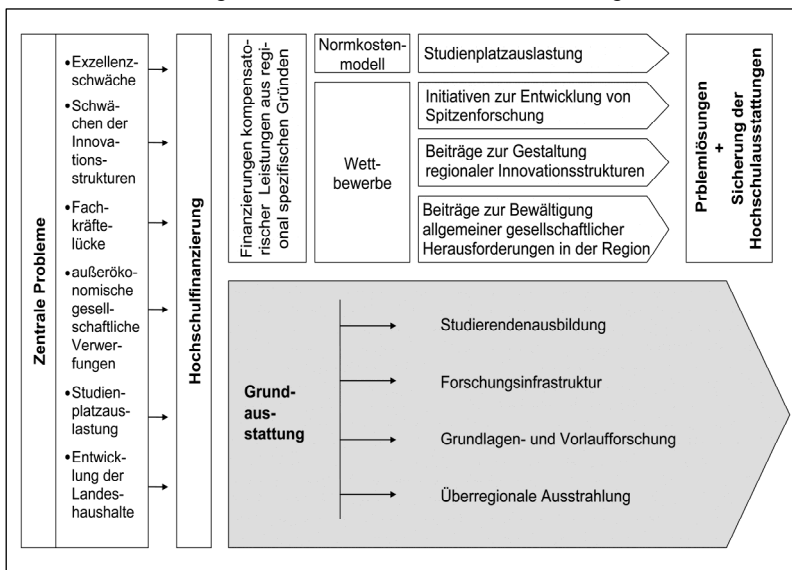 Zentrale Probleme
•Exzellenz-
schwäche
•Schwä-
chen der
Innova-
tions-
strukturen
•Fach-
kräfte-
lücke
•außeröko-
nomische
gesell-
schaftliche
Verwer-
fungen
•Studien-
platzaus-
lastung
•Entwick-
lung der
Landes-
haushalte
Hochschulfinanzierung
Finanzierungen kompensato-
rischer Leistungen aus regi-
onal spezifischen Gründen
Normkosten-
modell
Studienplatzauslastung
Wett-
bewerbe
Initiativen zur Entwicklung von
Spitzenforschung
Beiträge zur Gestaltung
regionaler Innovationsstrukturen
Beiträge zur Bewältigung
allgemeiner gesellschaftlicher
Herausforderungen in der Region
Prblemlösungen
+
Sicherung der
Hochschulausstattungen
Grund-
aus-
stattung
Studierendenausbildung
Forschungsinfrastruktur
Grundlagen- und Vorlaufforschung
Überregionale Ausstrahlung